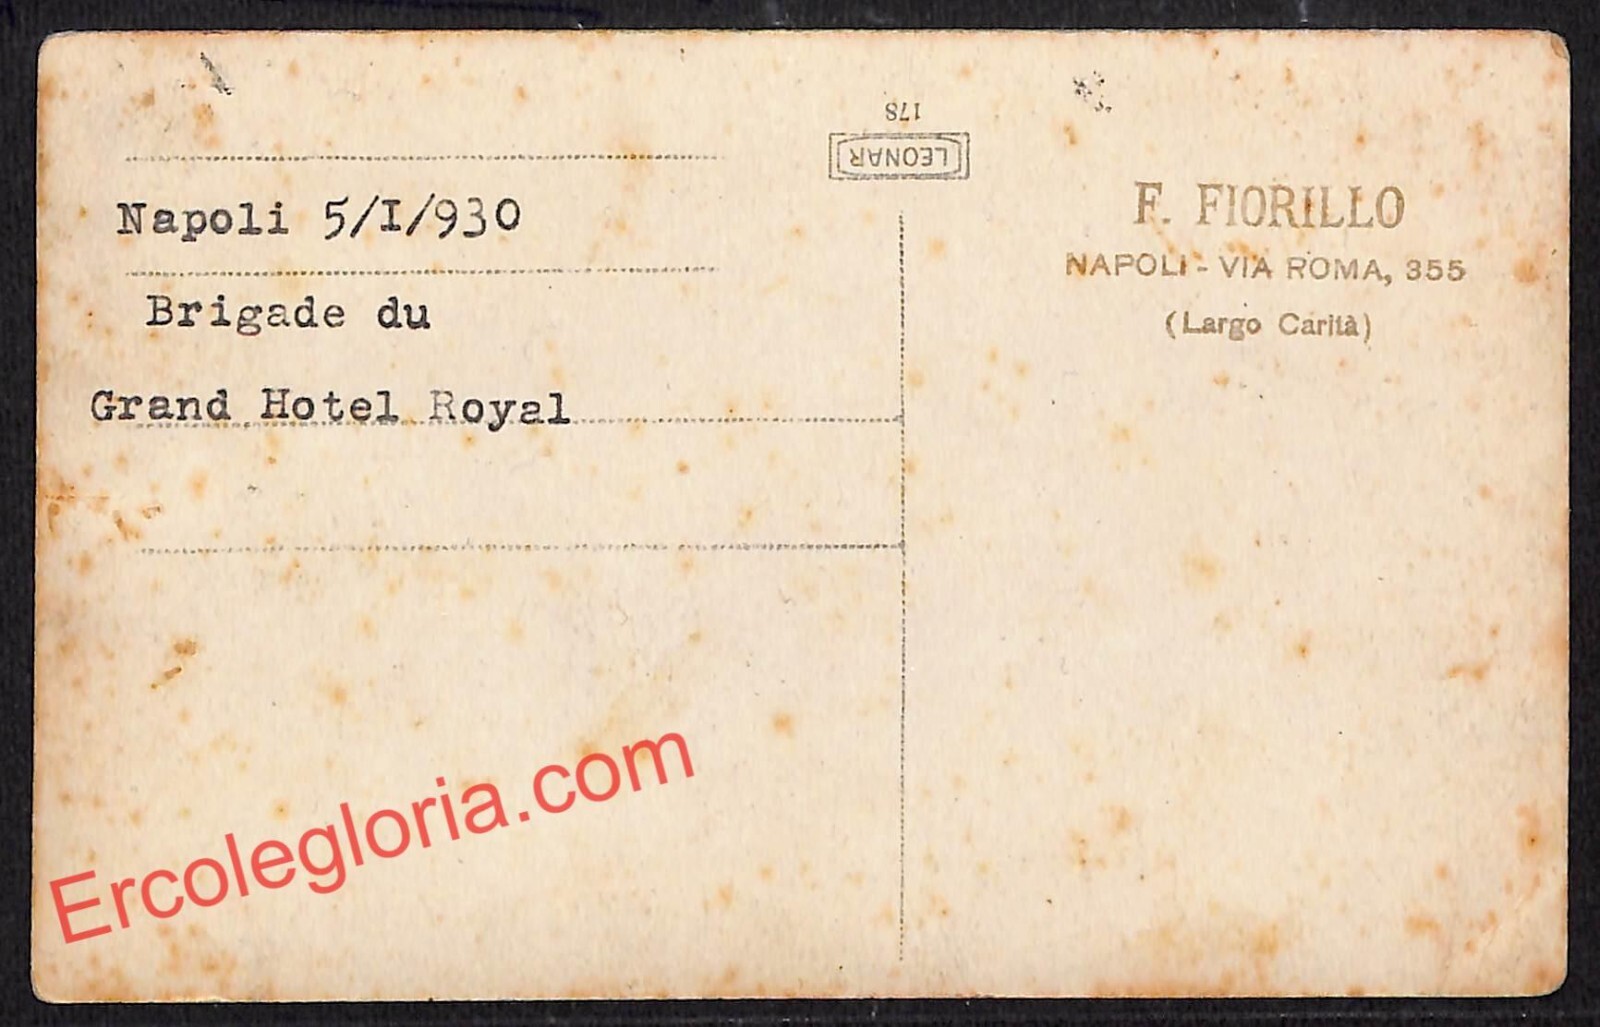 178
LEONAR
Napoli 5/I/930
Brigade du
Grand Hotel Royal
F. FIORILLO
NAPOLI - VIA ROMA, 355
(Largo Carità)
Ercolegloria.com